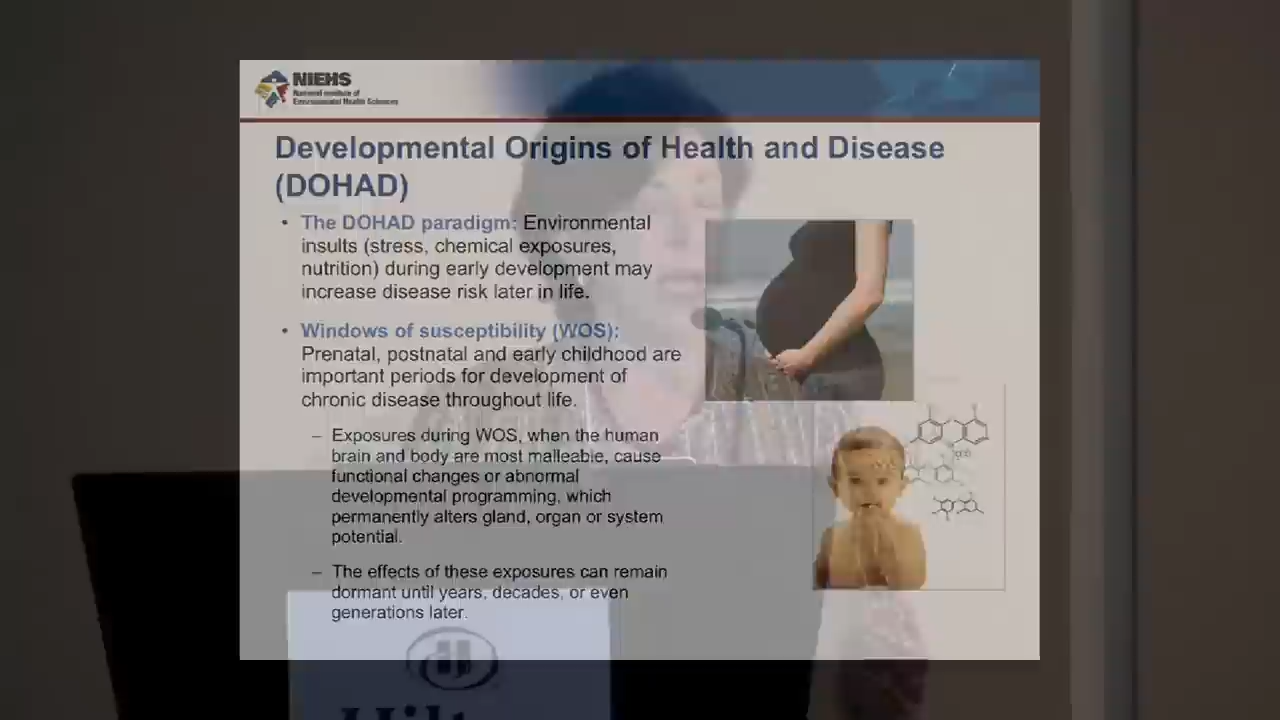 NIEHS
National Institute of
Environmental Health Sciences
Developmental Origins of Health and Disease
(DOHAD)
• The DOHAD paradigm: Environmental
insults (stress, chemical exposures,
nutrition) during early development may
increase disease risk later in life.
• Windows of susceptibility (WOS):
Prenatal, postnatal and early childhood are
important periods for development of
chronic disease throughout life.
– Exposures during WOS, when the human
brain and body are most malleable, cause
functional changes or abnormal
developmental programming, which
permanently alters gland, organ or system
potential.
– The effects of these exposures can remain
dormant until years, decades, or even
generations later.